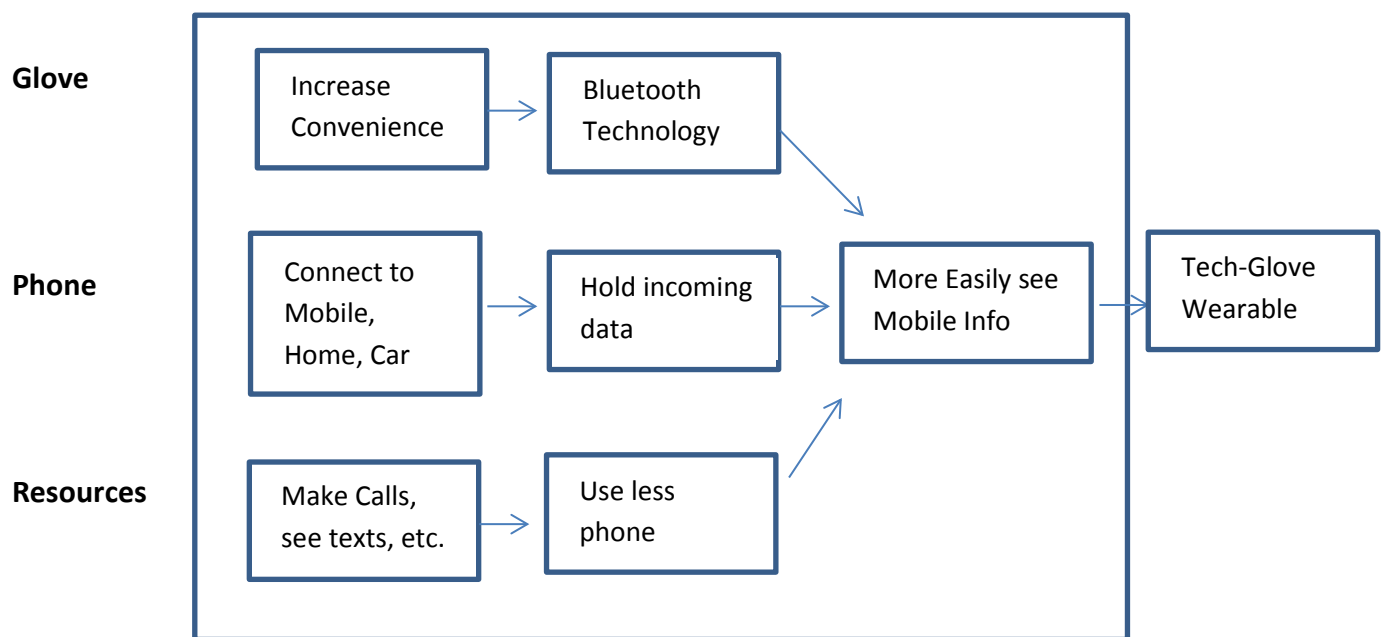 Glove
Increase
Convenience
Bluetooth
Technology
Phone
Connect to
Mobile,
Home, Car
Hold incoming
data
More Easily see
Mobile Info
Tech-Glove
Wearable
Resources
Make Calls,
see texts, etc.
Use less
phone